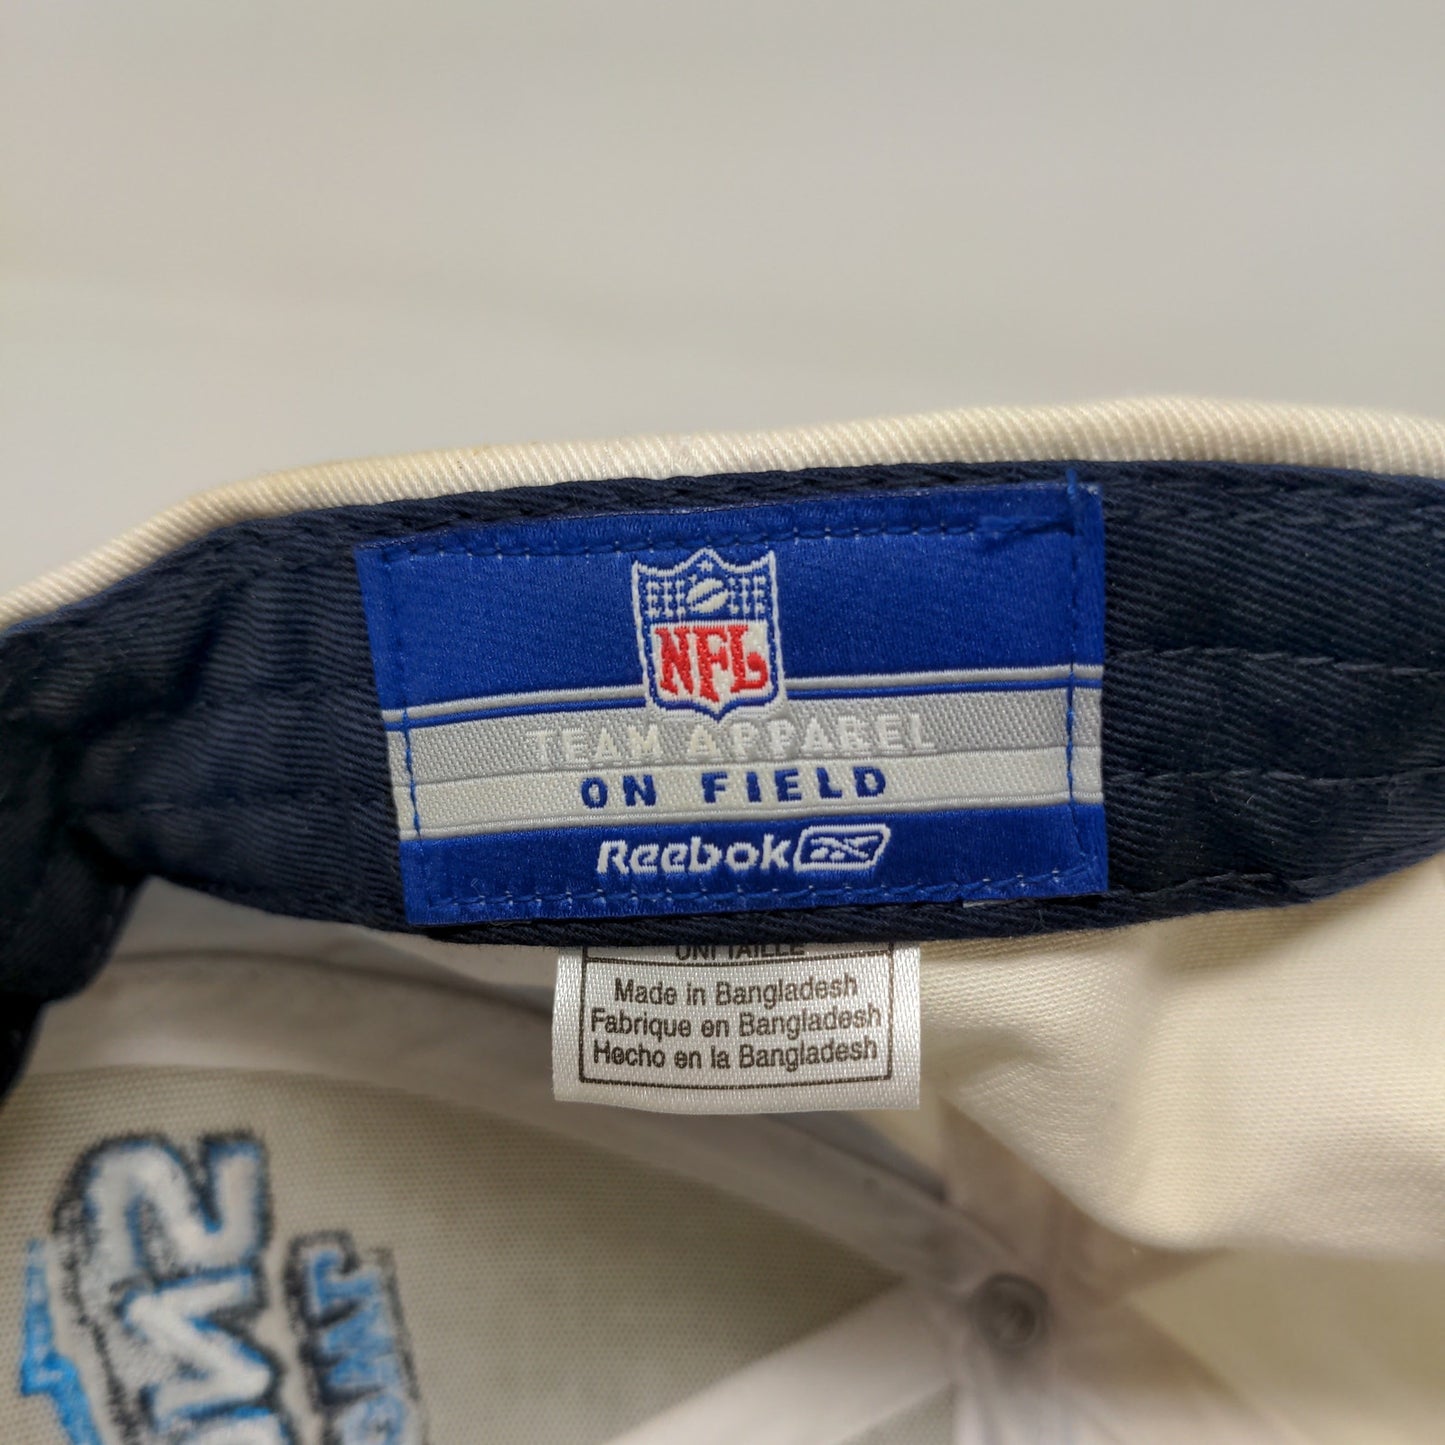 NFL
TEAM APPAREL
ON FIELD
Reebok
UNI TAILLE
Made in Bangladesh
Fabrique en Bangladesh
Hecho en la Bangladesh